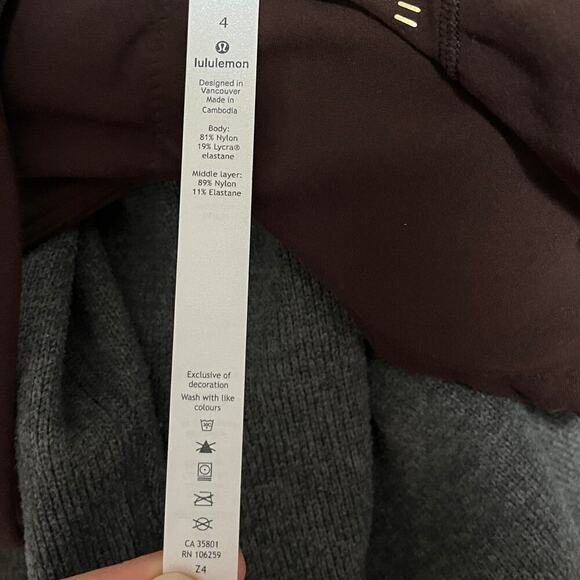 4
lululemon
Designed in
Vancouver
Made in
Cambodia
Body:
81% Nylon
19% Lycra®
elastane
Middle layer:
89% Nylon
11% Elastane
Exclusive of
decoration
Wash with like
colours
CA 35801
RN 106259
Z4